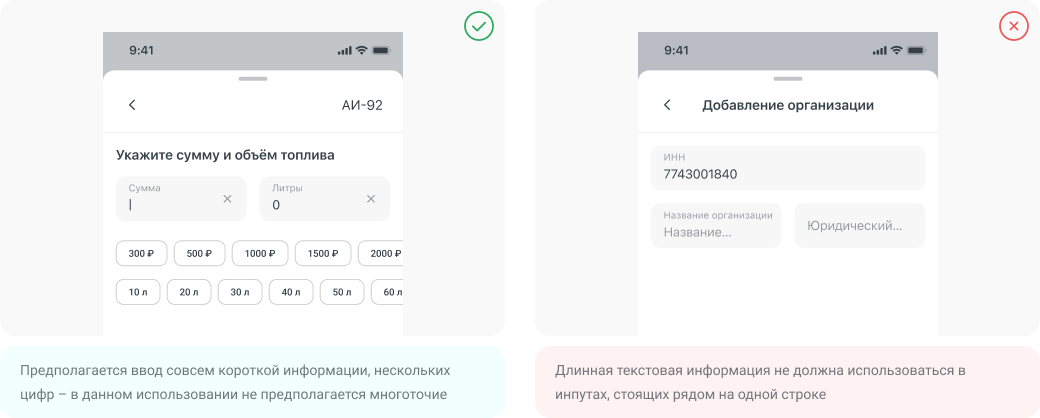 9:41
АИ-92
Укажите сумму и объём топлива
Сумма
Литры
0
300 ₽ 500 ₽ 1000 ₽ 1500 ₽ 2000 ₽
10 л 20 л 30 л 40 л 50 л 60 л
Предполагается ввод совсем короткой информации, нескольких
цифр – в данном использовании не предполагается многоточие
9:41
Добавление организации
ИНН
7743001840
Название организации
Название...
Юридический...
Длинная текстовая информация не должна использоваться в
инпутах, стоящих рядом на одной строке